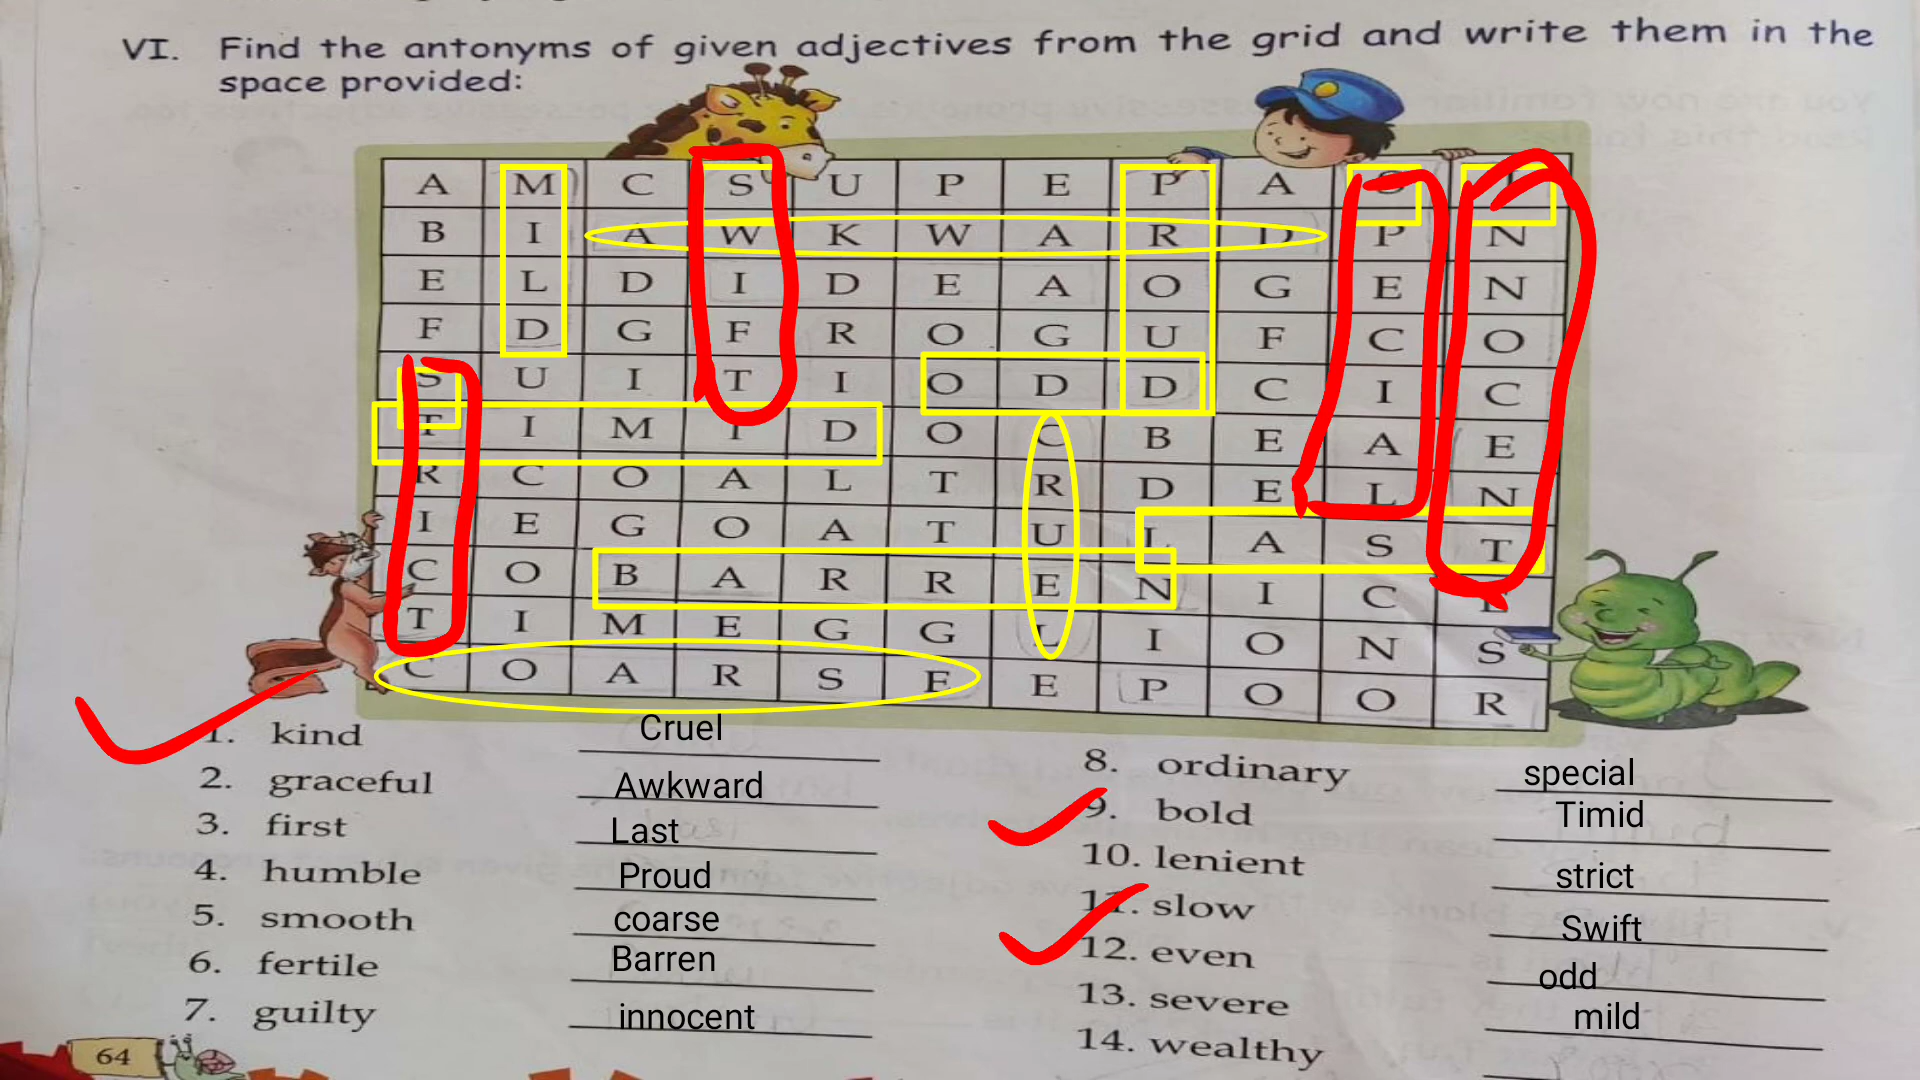 VI. Find the antonyms of given adjectives from the grid and write them in the
space provided:
A M C S U P E P A S I
B I A W K W A R D P N
E L D I D E A O G E N
F D G F R O G U F C O
S U I T I O D D C I C
T I M I D O C B E A E
R C O A L T R D E L N
I E G O A T U L A S T
C O B A R R E N I C L
T I M E G G L I O N S
C O A R S E E P O O R
1. kind Cruel
2. graceful Awkward
3. first Last
4. humble Proud
5. smooth coarse
6. fertile Barren
7. guilty innocent
8. ordinary special
9. bold Timid
10. lenient strict
11. slow Swift
12. even odd
13. severe mild
14. wealthy
64